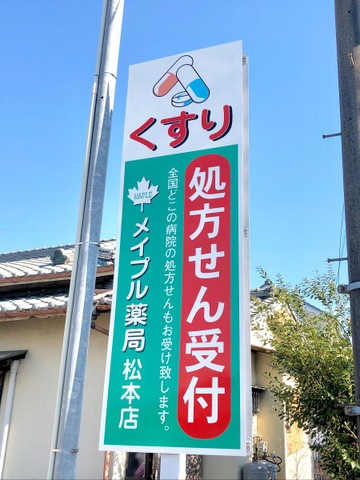 くすり
処方せん受付
全国どこの病院の処方せんもお受け致します。
MAPLE
メイプル薬局 松本店